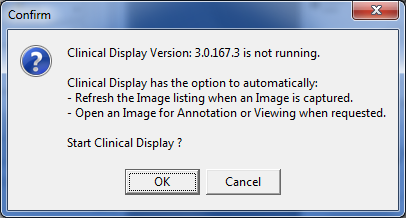 Confirm
Clinical Display Version: 3.0.167.3 is not running.
Clinical Display has the option to automatically:
- Refresh the Image listing when an Image is captured.
- Open an Image for Annotation or Viewing when requested.
Start Clinical Display ?
OK
Cancel